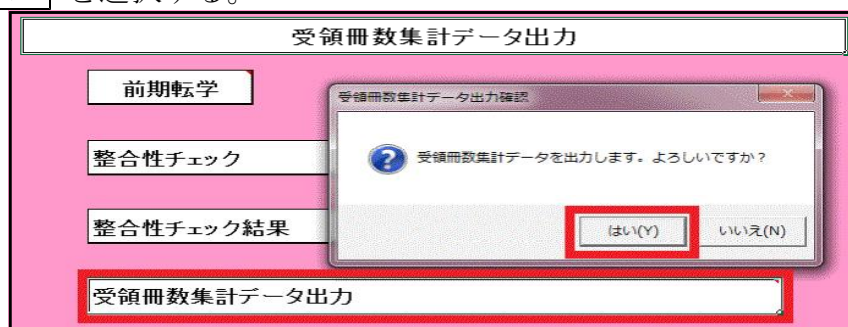 を選択する。
受領冊数集計データ出力
前期転学
受領冊数集計データ出力確認
整合性チェック
受領冊数集計データを出力します。よろしいですか?
整合性チェック結果
はい(Y)
いいえ(N)
受領冊数集計データ出力